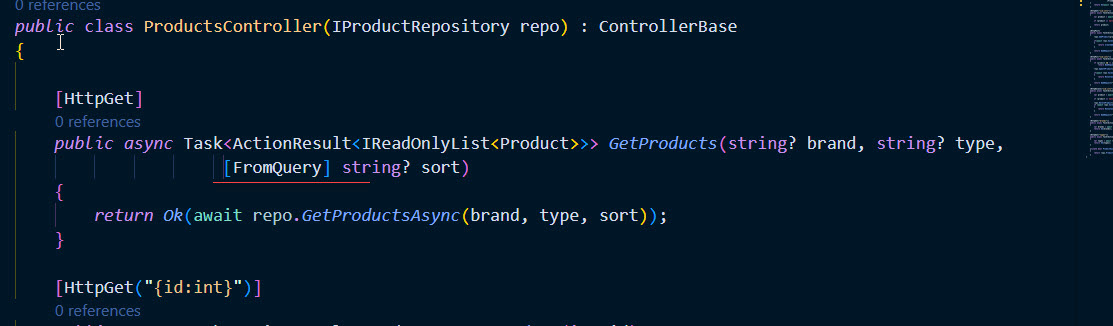 0 references
public class ProductsController(IProductRepository repo) : ControllerBase
{
[HttpGet]
0 references
public async Task<ActionResult<IReadOnlyList<Product>>> GetProducts(string? brand, string? type,
[FromQuery] string? sort)
{
return Ok(await repo.GetProductsAsync(brand, type, sort));
}
[HttpGet("{id:int}")]
0 references